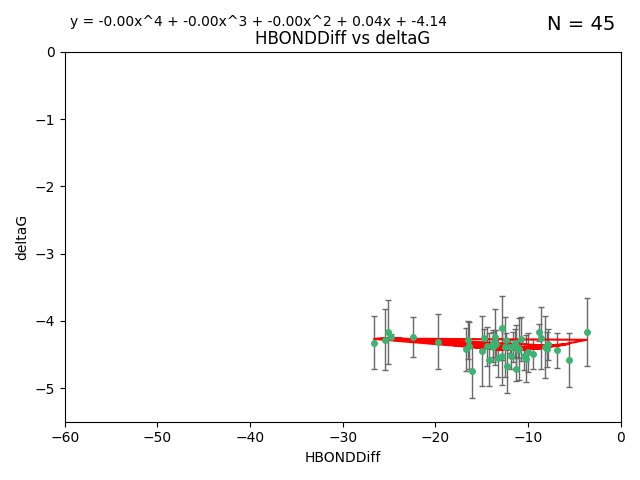 y = -0.00x^4 + -0.00x^3 + -0.00x^2 + 0.04x + -4.14
N = 45
HBONDDiff vs deltaG
0
−1
−2
−3
−4
−5
deltaG
−60 −50 −40 −30 −20 −10 0
HBONDDiff